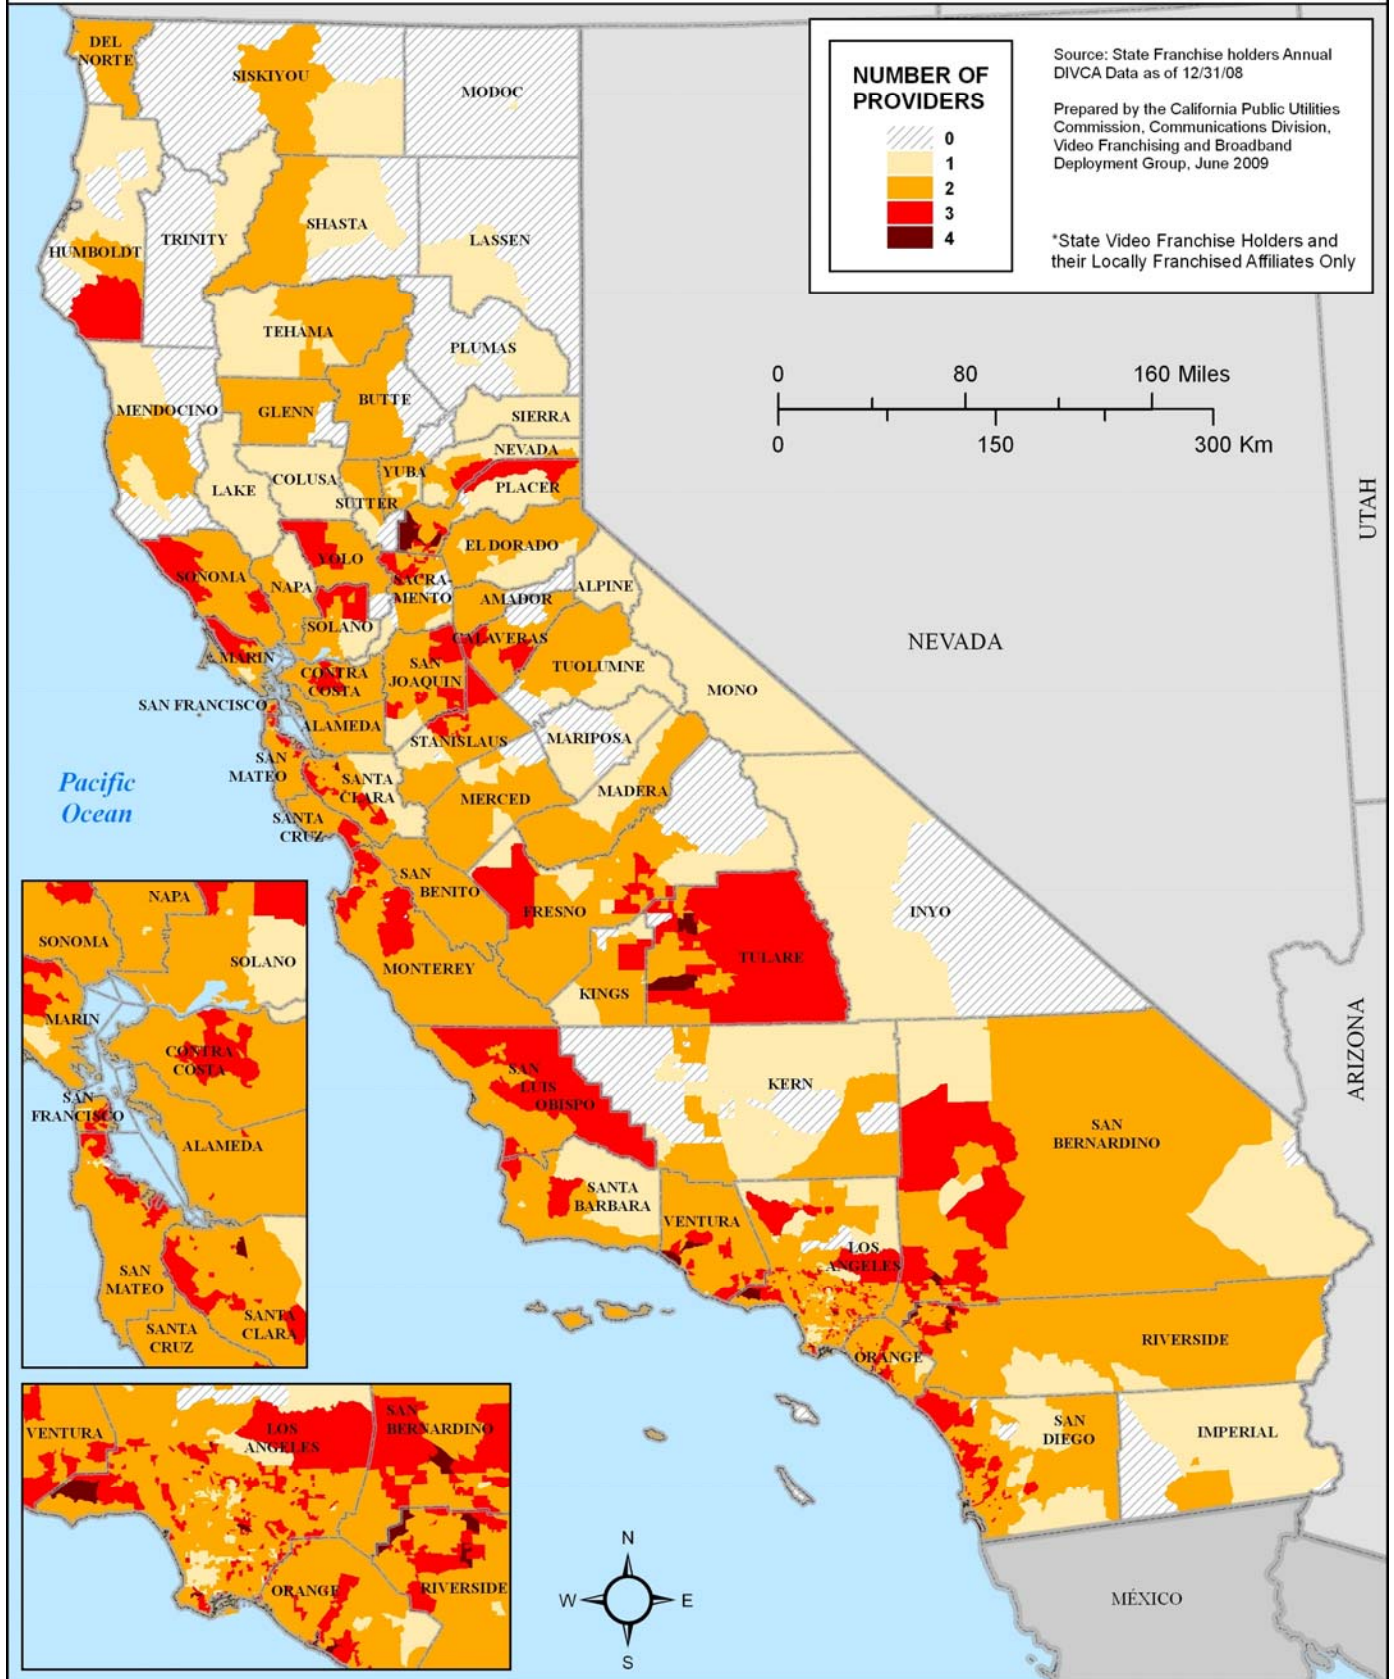 NUMBER OF
PROVIDERS
0
1
2
3
4
Source: State Franchise holders Annual
DIVCA Data as of 12/31/08
Prepared by the California Public Utilities
Commission, Communications Division,
Video Franchising and Broadband
Deployment Group, June 2009
*State Video Franchise Holders and
their Locally Franchised Affiliates Only
0 80 160 Miles
0 150 300 Km
DEL
NORTE
SISKIYOU
MODOC
HUMBOLDT
TRINITY
SHASTA
LASSEN
TEHAMA
PLUMAS
MENDOCINO
GLENN
BUTTE
SIERRA
NEVADA
LAKE
COLUSA
YUBA
PLACER
SUTTER
UTAH
EL DORADO
SONOMA
NAPA
YOLO
SACRA-
MENTO
ALPINE
AMADOR
SOLANO
CALAVERAS
NEVADA
MARIN
CONTRA
COSTA
SAN
JOAQUIN
TUOLUMNE
MONO
SAN FRANCISCO
ALAMEDA
STANISLAUS
MARIPOSA
SAN
MATEO
SANTA
CLARA
MERCED
MADERA
Pacific
Ocean
SANTA
CRUZ
SAN
BENITO
FRESNO
INYO
TULARE
MONTEREY
KINGS
ARIZONA
SAN
LUIS
OBISPO
KERN
SAN
BERNARDINO
SANTA
BARBARA
VENTURA
LOS
ANGELES
RIVERSIDE
ORANGE
SAN
DIEGO
IMPERIAL
MÉXICO
N
W E
S
NAPA
SONOMA
SOLANO
MARIN
CONTRA
COSTA
SAN
FRANCISCO
ALAMEDA
SAN
MATEO
SANTA
CLARA
SANTA
CRUZ
VENTURA
LOS
ANGELES
SAN
BERNARDINO
ORANGE
RIVERSIDE